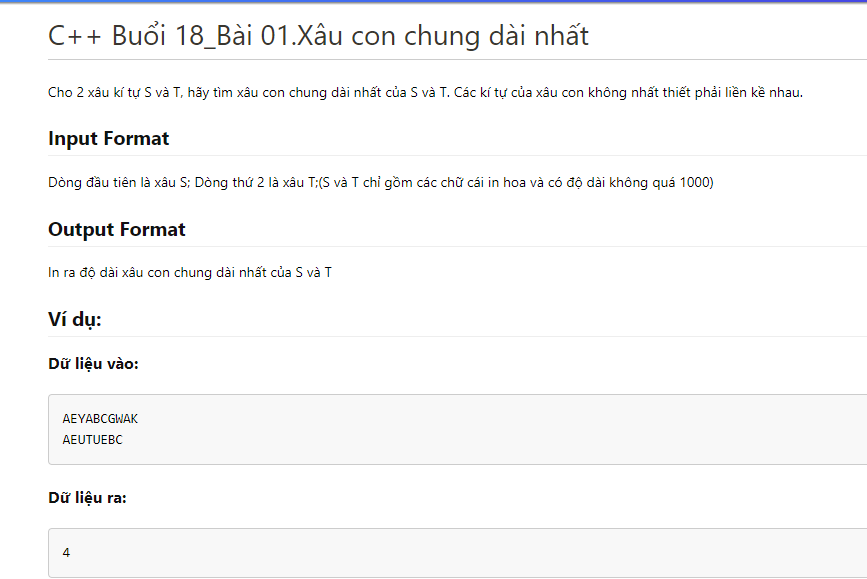 C++ Buổi 18_Bài 01.Xâu con chung dài nhất
Cho 2 xâu kí tự S và T, hãy tìm xâu con chung dài nhất của S và T. Các kí tự của xâu con không nhất thiết phải liền kề nhau.
Input Format
Dòng đầu tiên là xâu S; Dòng thứ 2 là xâu T;(S và T chỉ gồm các chữ cái in hoa và có độ dài không quá 1000)
Output Format
In ra độ dài xâu con chung dài nhất của S và T
Ví dụ:
Dữ liệu vào:
AEYABCGWAK
AEUTUEBC
Dữ liệu ra:
4